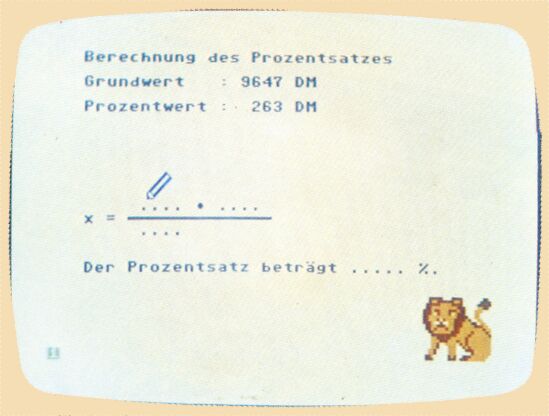 Berechnung des Prozentsatzes
Grundwert : 9647 DM
Prozentwert : 263 DM
.... • ....
x =
....
Der Prozentsatz beträgt ..... %.